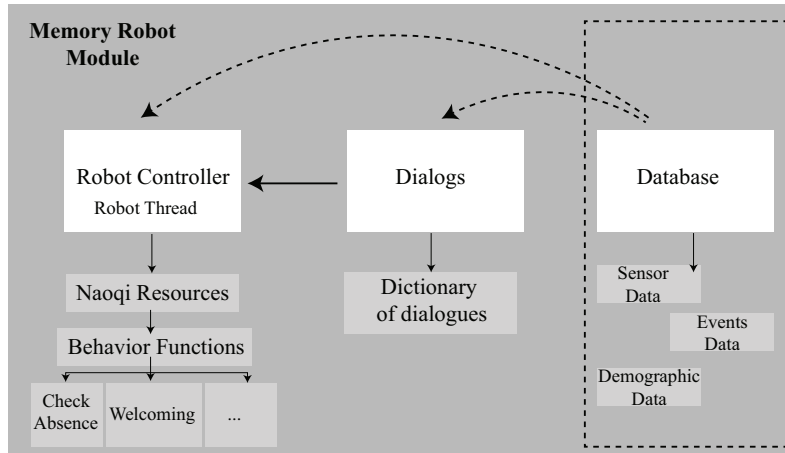 Memory Robot
Module
Robot Controller
Robot Thread
Dialogs
Database
Naoqi Resources
Behavior Functions
Check
Absence
Welcoming
...
Dictionary
of dialogues
Sensor
Data
Events
Data
Demographic
Data